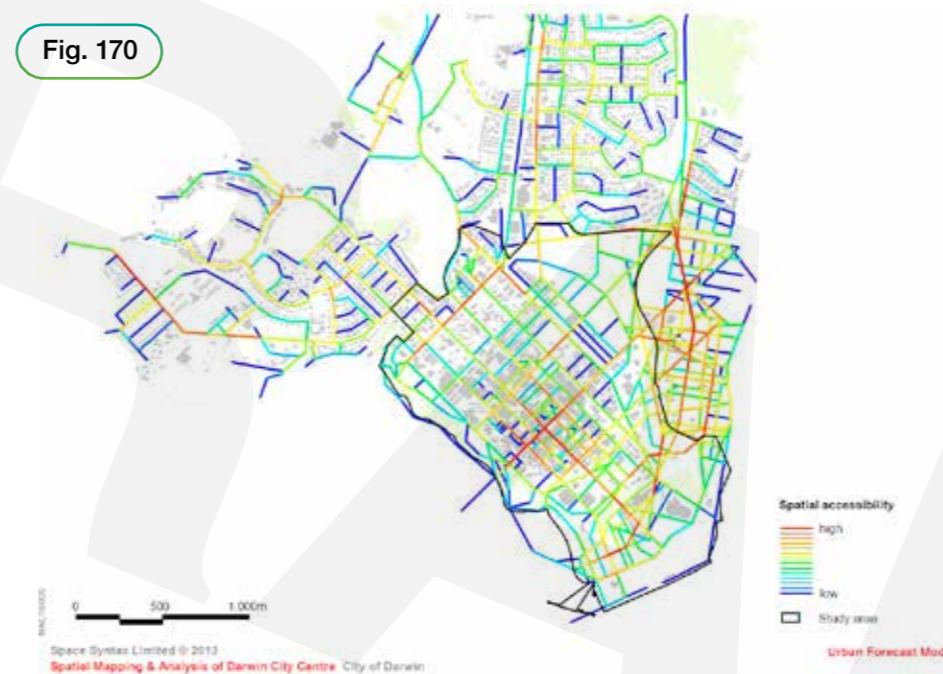 Fig. 170
Spatial accessibility
high
low
Study area
0 500 1,000m
Space Syntax Limited © 2013
Spatial Mapping & Analysis of Darwin City Centre City of Darwin
Urban Forecast Mod